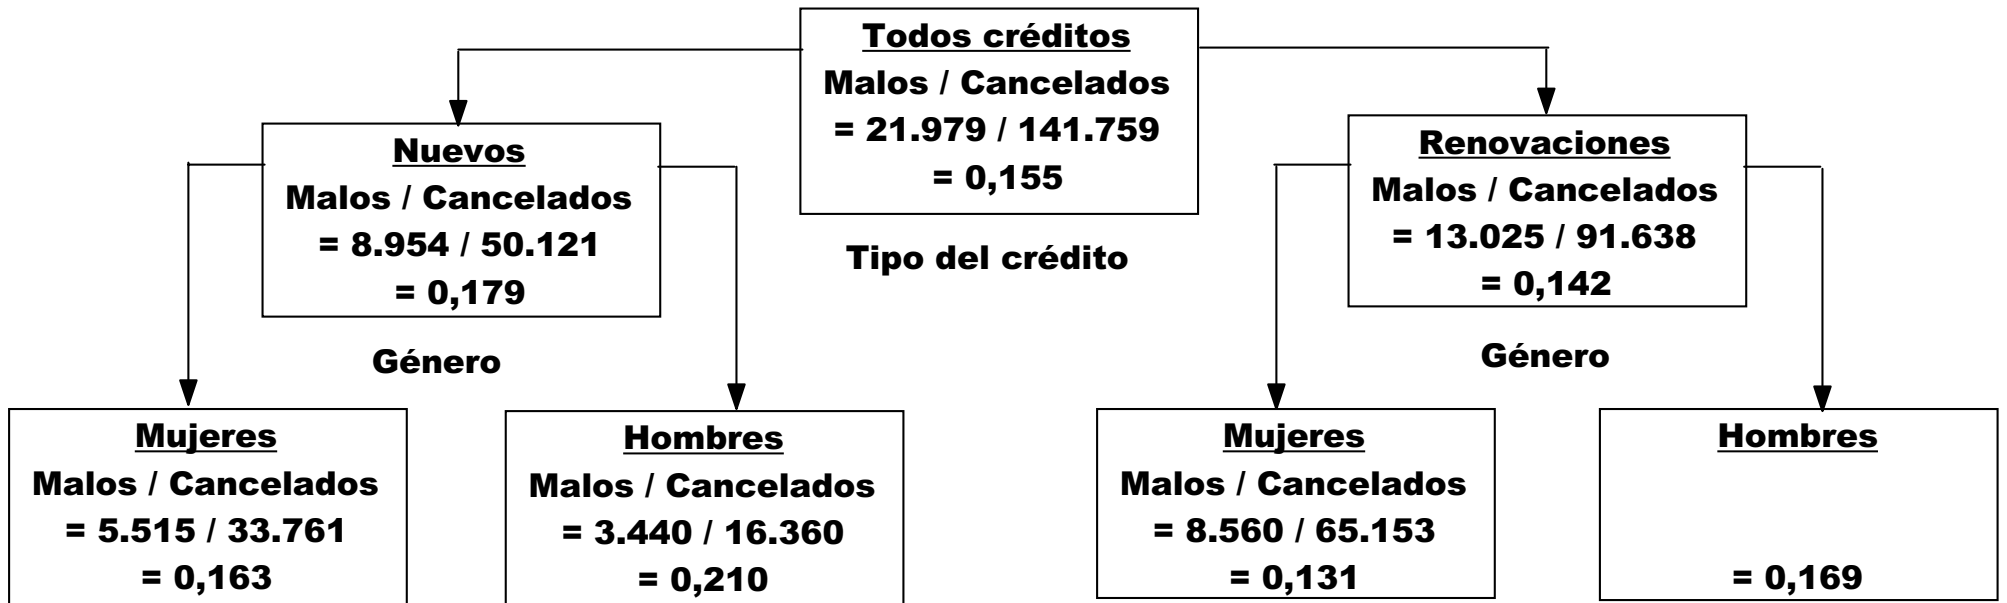 Todos créditos
Malos / Cancelados
= 21.979 / 141.759
= 0,155
Tipo del crédito
Nuevos
Malos / Cancelados
= 8.954 / 50.121
= 0,179
Género
Renovaciones
Malos / Cancelados
= 13.025 / 91.638
= 0,142
Género
Mujeres
Malos / Cancelados
= 5.515 / 33.761
= 0,163
Hombres
Malos / Cancelados
= 3.440 / 16.360
= 0,210
Mujeres
Malos / Cancelados
= 8.560 / 65.153
= 0,131
Hombres
= 0,169